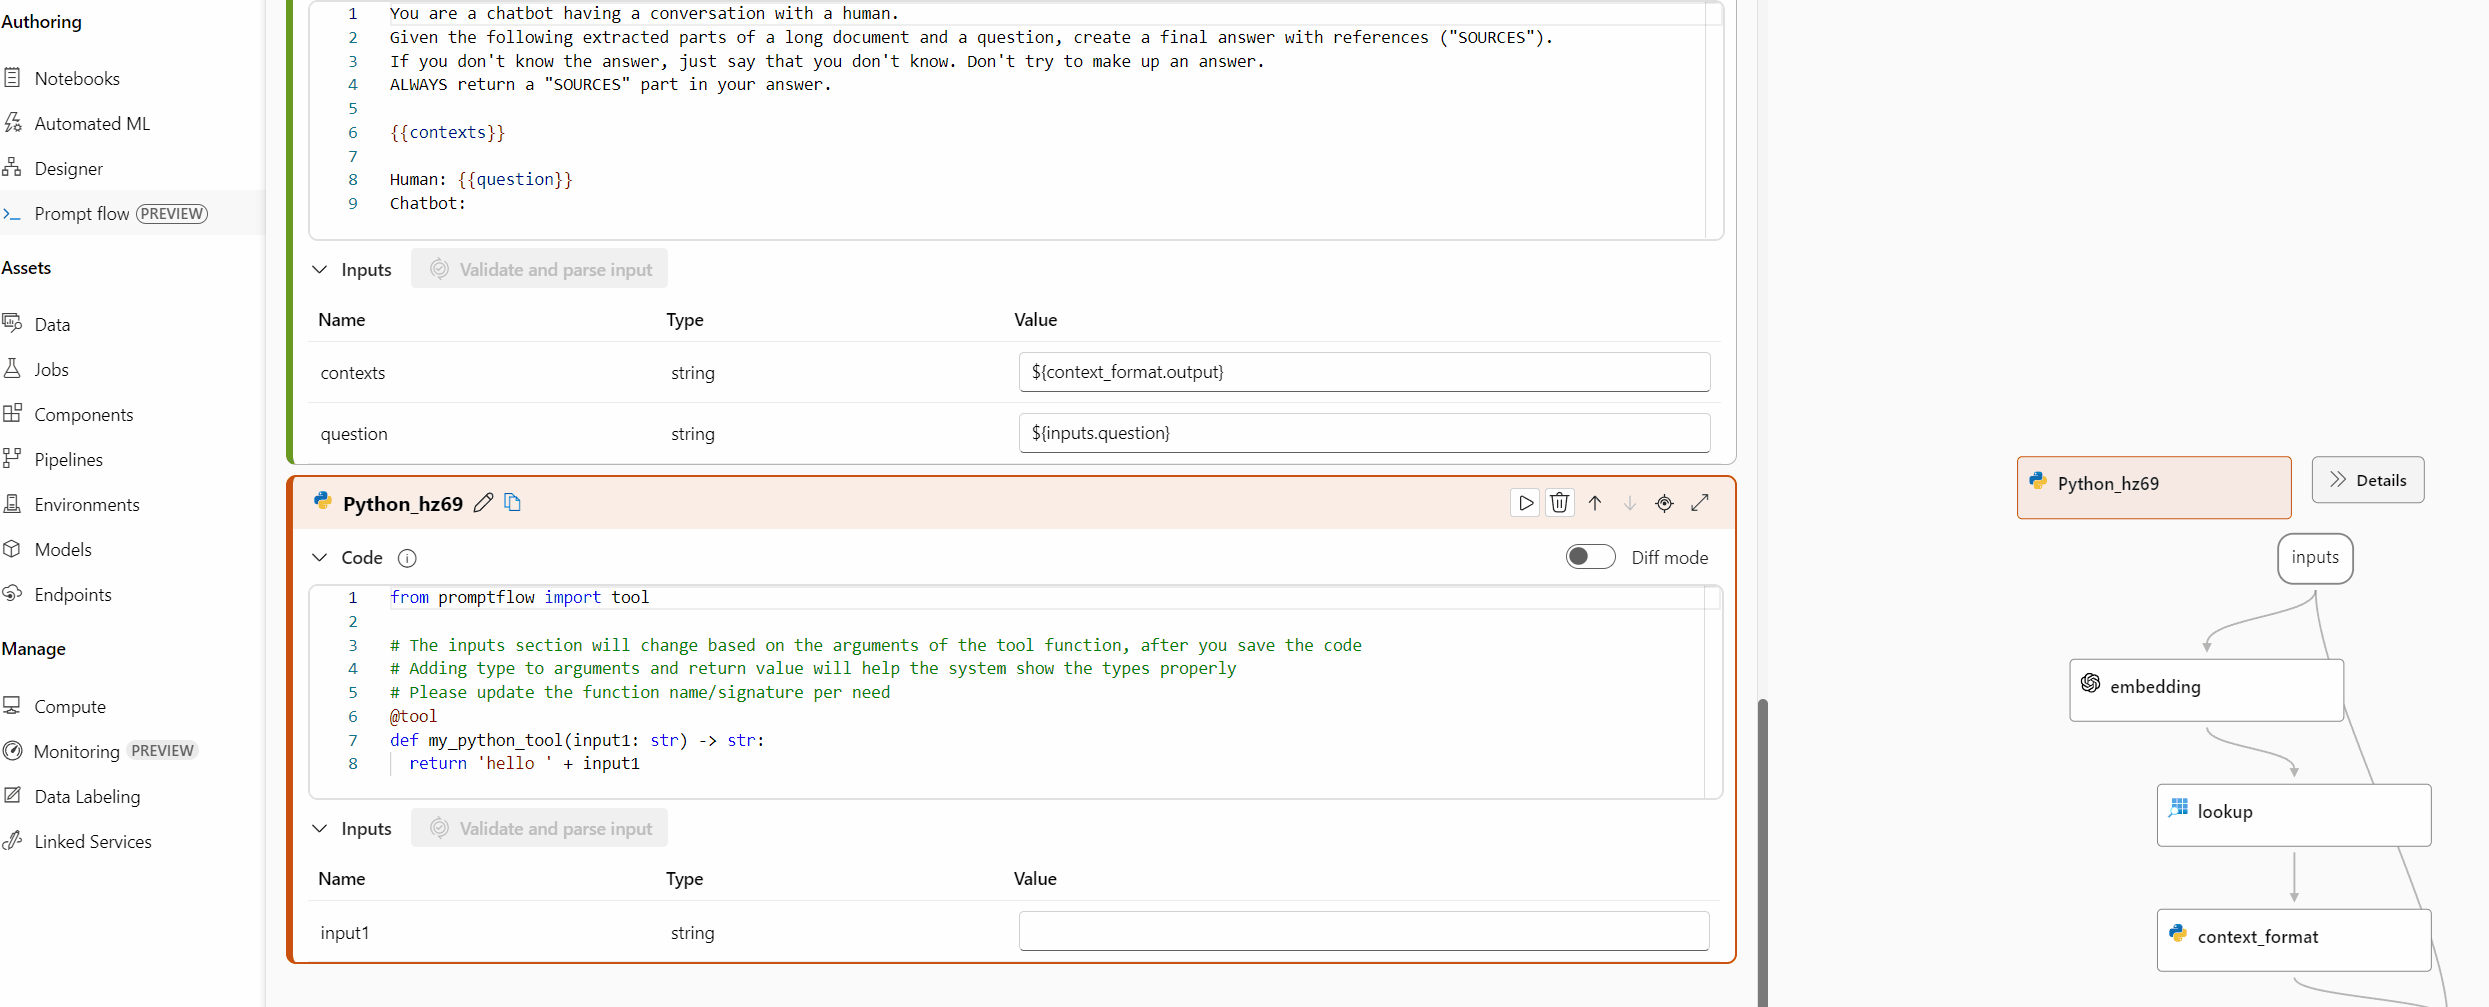 Authoring
Notebooks
Automated ML
Designer
Prompt flow PREVIEW
Assets
Data
Jobs
Components
Pipelines
Environments
Models
Endpoints
Manage
Compute
Monitoring PREVIEW
Data Labeling
Linked Services
1 You are a chatbot having a conversation with a human.
2 Given the following extracted parts of a long document and a question, create a final answer with references ("SOURCES").
3 If you don't know the answer, just say that you don't know. Don't try to make up an answer.
4 ALWAYS return a "SOURCES" part in your answer.
5
6 {{contexts}}
7
8 Human: {{question}}
9 Chatbot:
Inputs Validate and parse input
Name Type Value
contexts string ${context_format.output}
question string ${inputs.question}
Python_hz69
Code Diff mode
1 from promptflow import tool
2
3 # The inputs section will change based on the arguments of the tool function, after you save the code
4 # Adding type to arguments and return value will help the system show the types properly
5 # Please update the function name/signature per need
6 @tool
7 def my_python_tool(input1: str) -> str:
8 return 'hello ' + input1
Inputs Validate and parse input
Name Type Value
input1 string
Python_hz69
Details
inputs
embedding
lookup
context_format